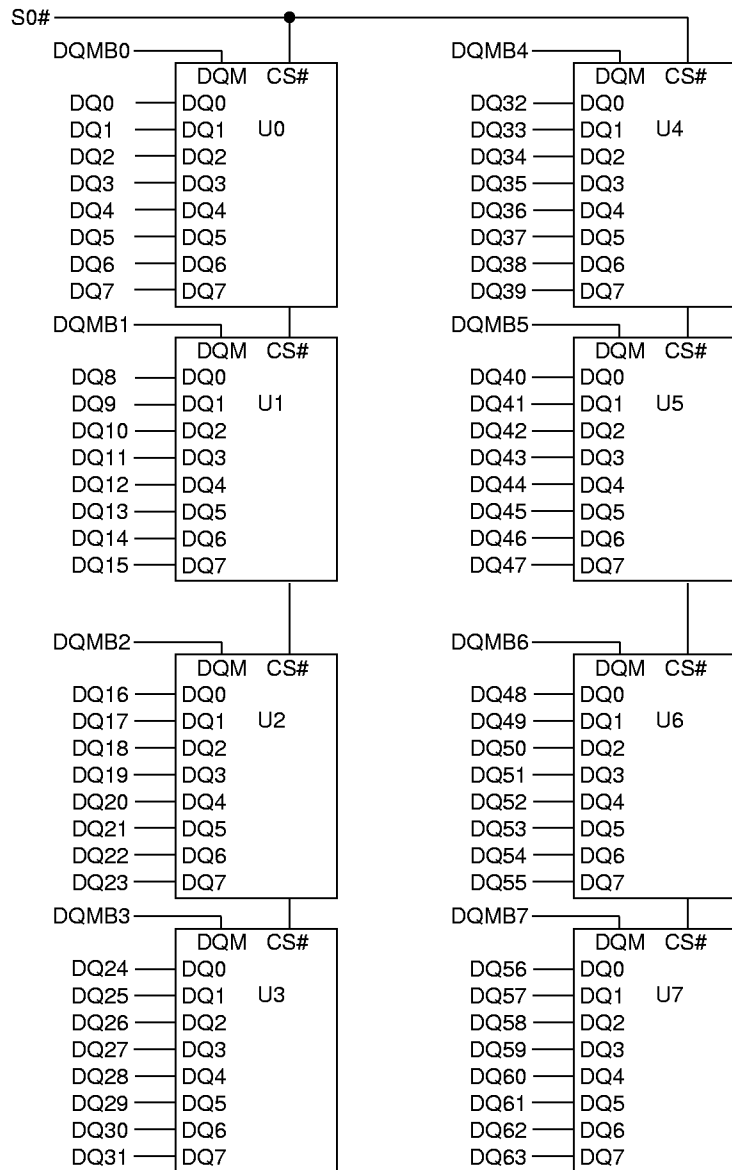 S0#
DQMB0 DQMB4
DQM CS# DQM CS#
DQ0 DQ0 DQ32 DQ0
DQ1 DQ1 U0 DQ33 DQ1 U4
DQ2 DQ2 DQ34 DQ2
DQ3 DQ3 DQ35 DQ3
DQ4 DQ4 DQ36 DQ4
DQ5 DQ5 DQ37 DQ5
DQ6 DQ6 DQ38 DQ6
DQ7 DQ7 DQ39 DQ7
DQMB1 DQMB5
DQM CS# DQM CS#
DQ8 DQ0 DQ40 DQ0
DQ9 DQ1 U1 DQ41 DQ1 U5
DQ10 DQ2 DQ42 DQ2
DQ11 DQ3 DQ43 DQ3
DQ12 DQ4 DQ44 DQ4
DQ13 DQ5 DQ45 DQ5
DQ14 DQ6 DQ46 DQ6
DQ15 DQ7 DQ47 DQ7
DQMB2 DQMB6
DQM CS# DQM CS#
DQ16 DQ0 DQ48 DQ0
DQ17 DQ1 U2 DQ49 DQ1 U6
DQ18 DQ2 DQ50 DQ2
DQ19 DQ3 DQ51 DQ3
DQ20 DQ4 DQ52 DQ4
DQ21 DQ5 DQ53 DQ5
DQ22 DQ6 DQ54 DQ6
DQ23 DQ7 DQ55 DQ7
DQMB3 DQMB7
DQM CS# DQM CS#
DQ24 DQ0 DQ56 DQ0
DQ25 DQ1 U3 DQ57 DQ1 U7
DQ26 DQ2 DQ58 DQ2
DQ27 DQ3 DQ59 DQ3
DQ28 DQ4 DQ60 DQ4
DQ29 DQ5 DQ61 DQ5
DQ30 DQ6 DQ62 DQ6
DQ31 DQ7 DQ63 DQ7